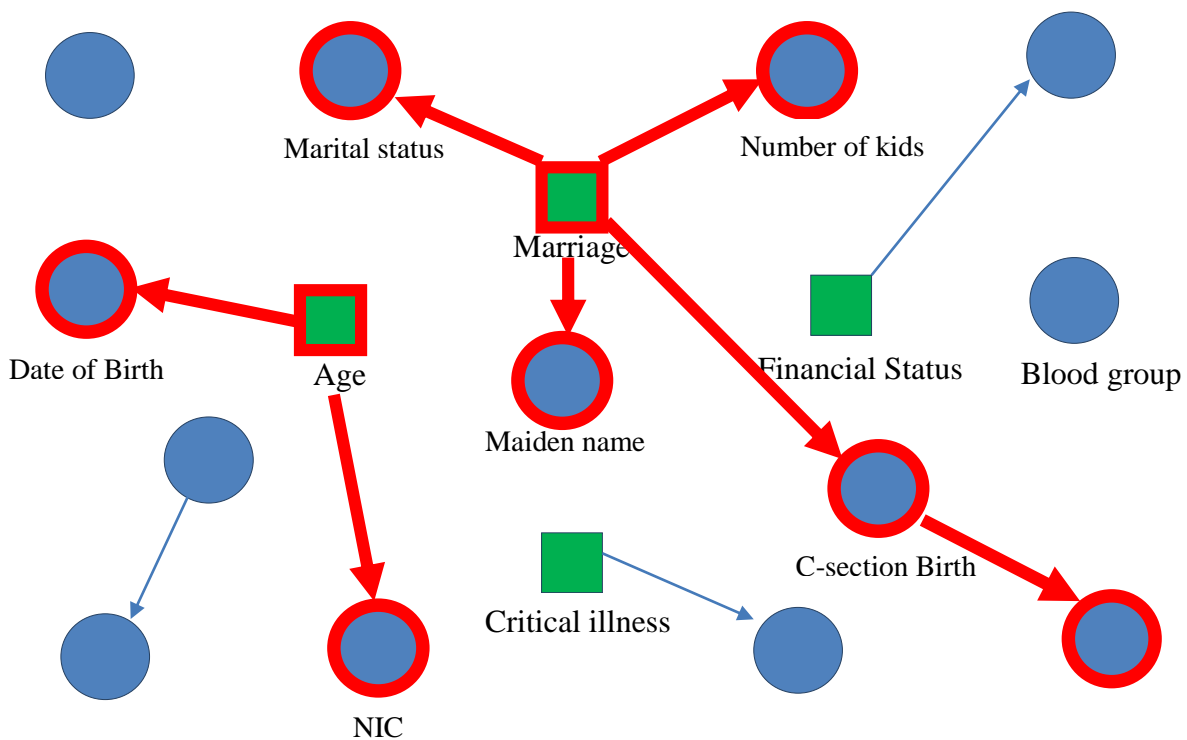 Marital status
Number of kids
Marriage
Date of Birth
Age
Financial Status
Blood group
Maiden name
C-section Birth
Critical illness
NIC